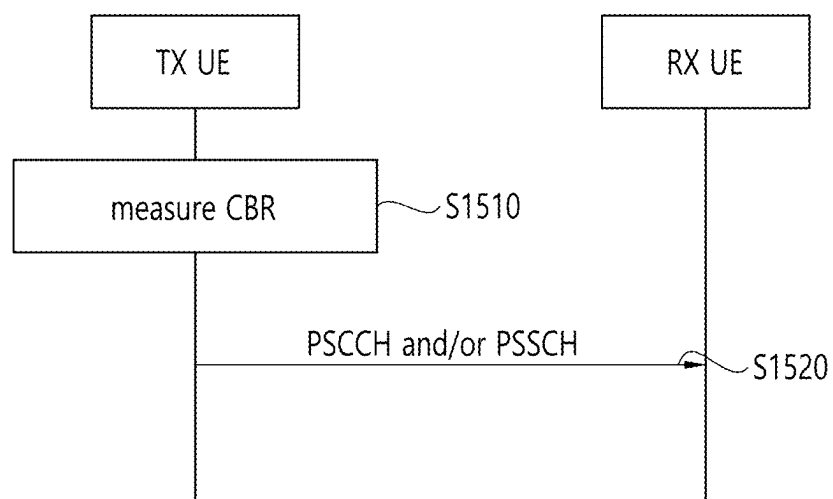 TX UE
RX UE
measure CBR
S1510
PSCCH and/or PSSCH
S1520